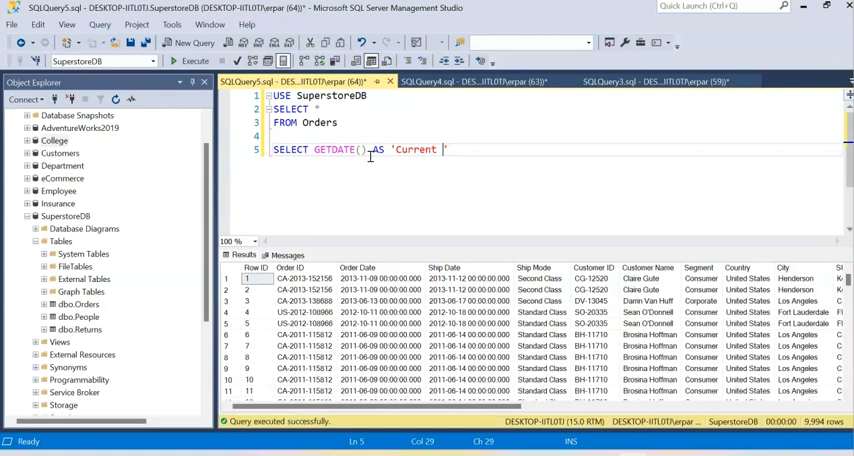 SQLQuery5.sql - DESKTOP-IITL0TJ.SuperstoreDB (DESKTOP-IITL0TJ\erpar (64))* - Microsoft SQL Server Management Studio
Quick Launch (Ctrl+Q)
File Edit View Query Project Tools Window Help
New Query
SuperstoreDB
Execute
Object Explorer
Connect
Database Snapshots
AdventureWorks2019
College
Customers
Department
eCommerce
Employee
Insurance
SuperstoreDB
Database Diagrams
Tables
System Tables
FileTables
External Tables
Graph Tables
dbo.Orders
dbo.People
dbo.Returns
Views
External Resources
Synonyms
Programmability
Service Broker
Storage
SQLQuery5.sql - DES...IITL0TJ\erpar (64))* SQLQuery4.sql - DES...IITL0TJ\erpar (63))* SQLQuery3.sql - DES...IITL0TJ\erpar (59))*
1 USE SuperstoreDB
2 SELECT *
3 FROM Orders
4
5 SELECT GETDATE() AS 'Current '
100 %
Results Messages
Row ID Order ID Order Date Ship Date Ship Mode Customer ID Customer Name Segment Country City St
1 1 CA-2013-152156 2013-11-09 00:00:00.000 2013-11-12 00:00:00.000 Second Class CG-12520 Claire Gute Consumer United States Henderson
2 2 CA-2013-152156 2013-11-09 00:00:00.000 2013-11-12 00:00:00.000 Second Class CG-12520 Claire Gute Consumer United States Henderson
3 3 CA-2013-138688 2013-06-13 00:00:00.000 2013-06-17 00:00:00.000 Second Class DV-13045 Darrin Van Huff Corporate United States Los Angeles C
4 4 US-2012-108966 2012-10-11 00:00:00.000 2012-10-18 00:00:00.000 Standard Class SO-20335 Sean O'Donnell Consumer United States Fort Lauderdale
5 5 US-2012-108966 2012-10-11 00:00:00.000 2012-10-18 00:00:00.000 Standard Class SO-20335 Sean O'Donnell Consumer United States Fort Lauderdale
6 6 CA-2011-115812 2011-06-09 00:00:00.000 2011-06-14 00:00:00.000 Standard Class BH-11710 Brosina Hoffman Consumer United States Los Angeles C
7 7 CA-2011-115812 2011-06-09 00:00:00.000 2011-06-14 00:00:00.000 Standard Class BH-11710 Brosina Hoffman Consumer United States Los Angeles C
8 8 CA-2011-115812 2011-06-09 00:00:00.000 2011-06-14 00:00:00.000 Standard Class BH-11710 Brosina Hoffman Consumer United States Los Angeles C
9 9 CA-2011-115812 2011-06-09 00:00:00.000 2011-06-14 00:00:00.000 Standard Class BH-11710 Brosina Hoffman Consumer United States Los Angeles C
10 10 CA-2011-115812 2011-06-09 00:00:00.000 2011-06-14 00:00:00.000 Standard Class BH-11710 Brosina Hoffman Consumer United States Los Angeles C
11 11 CA-2011-115812 2011-06-09 00:00:00.000 2011-06-14 00:00:00.000 Standard Class BH-11710 Brosina Hoffman Consumer United States Los Angeles C
Query executed successfully. DESKTOP-IITL0TJ (15.0 RTM) DESKTOP-IITL0TJ\erpar ... SuperstoreDB 00:00:00 9,994 rows
Ready Ln 5 Col 29 Ch 29 INS